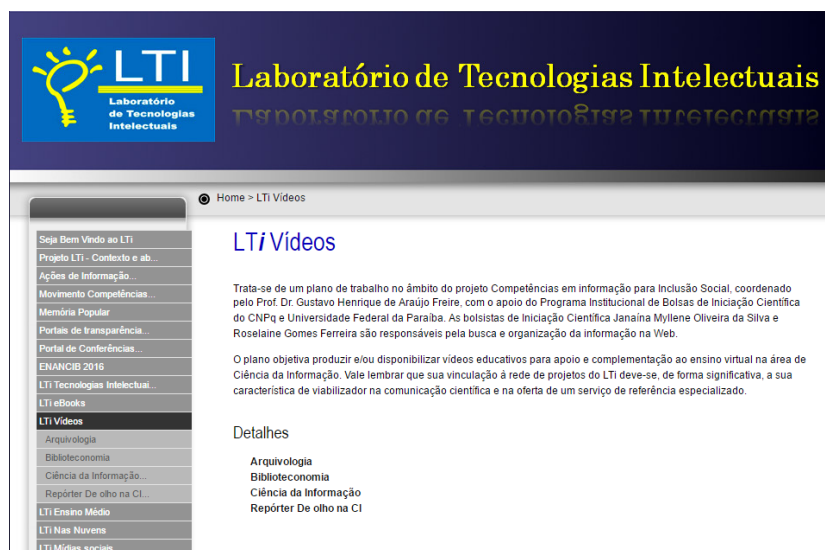 LTI
Laboratório
de Tecnologias
Intelectuais
Laboratório de Tecnologias Intelectuais
Home > LTi Vídeos
Seja Bem Vindo ao LTi
Projeto LTi - Contexto e ab...
Ações de Informação...
Movimento Competências...
Memória Popular
Portais de transparência...
Portal de Conferências...
ENANCIB 2016
LTi Tecnologias Intelectuai...
LTi eBooks
LTi Vídeos
Arquivologia
Biblioteconomia
Ciência da Informação...
Repórter De olho na CI...
LTi Ensino Médio
LTi Nas Nuvens
LTi Mídias sociais
LTi Vídeos
Trata-se de um plano de trabalho no âmbito do projeto Competências em informação para Inclusão Social, coordenado
pelo Prof. Dr. Gustavo Henrique de Araújo Freire, com o apoio do Programa Institucional de Bolsas de Iniciação Científica
do CNPq e Universidade Federal da Paraíba. As bolsistas de Iniciação Científica Janaína Myllene Oliveira da Silva e
Roselaine Gomes Ferreira são responsáveis pela busca e organização da informação na Web.
O plano objetiva produzir e/ou disponibilizar vídeos educativos para apoio e complementação ao ensino virtual na área de
Ciência da Informação. Vale lembrar que sua vinculação à rede de projetos do LTi deve-se, de forma significativa, a sua
característica de viabilizador na comunicação científica e na oferta de um serviço de referência especializado.
Detalhes
Arquivologia
Biblioteconomia
Ciência da Informação
Repórter De olho na CI